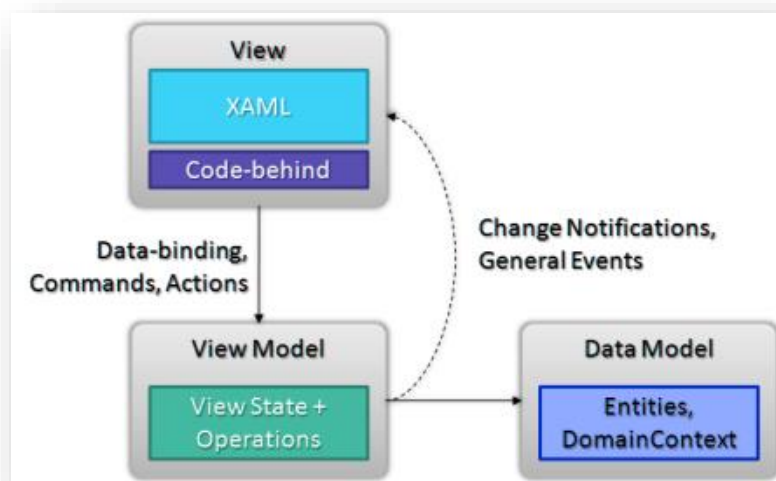 View
XAML
Code-behind
Data-binding,
Commands, Actions
Change Notifications,
General Events
View Model
View State +
Operations
Data Model
Entities,
DomainContext